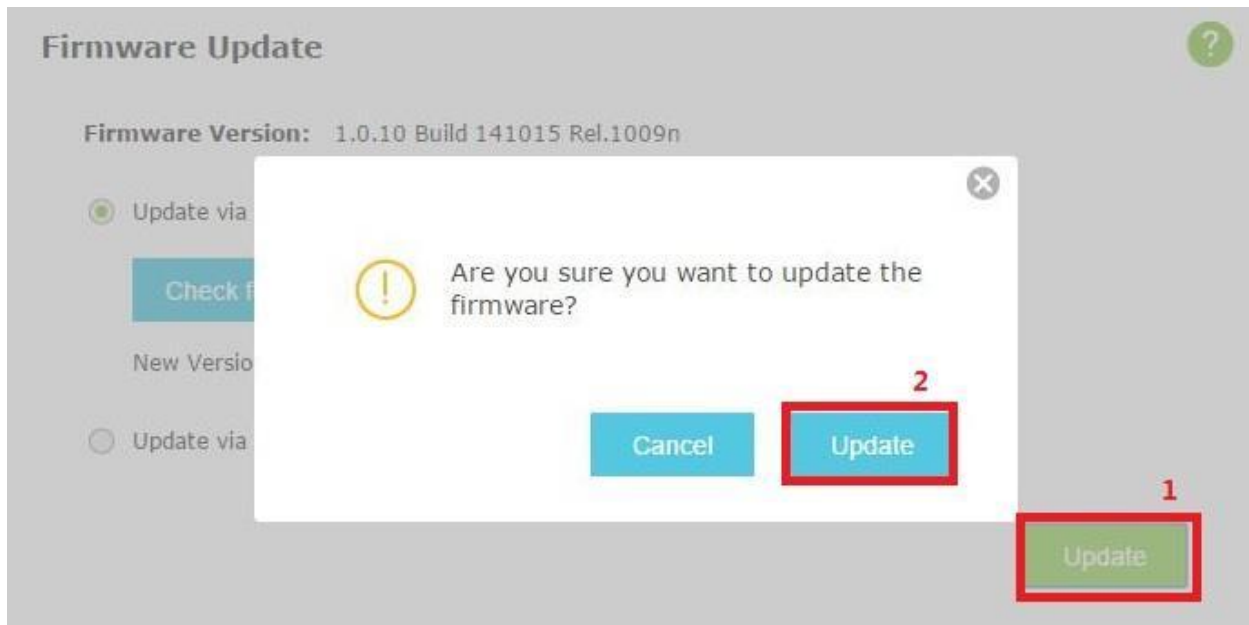 Firmware Update
?
Firmware Version: 1.0.10 Build 141015 Rel.1009n
Update via
Check f
Are you sure you want to update the
firmware?
New Versio
2
Update via
Cancel
Update
1
Update